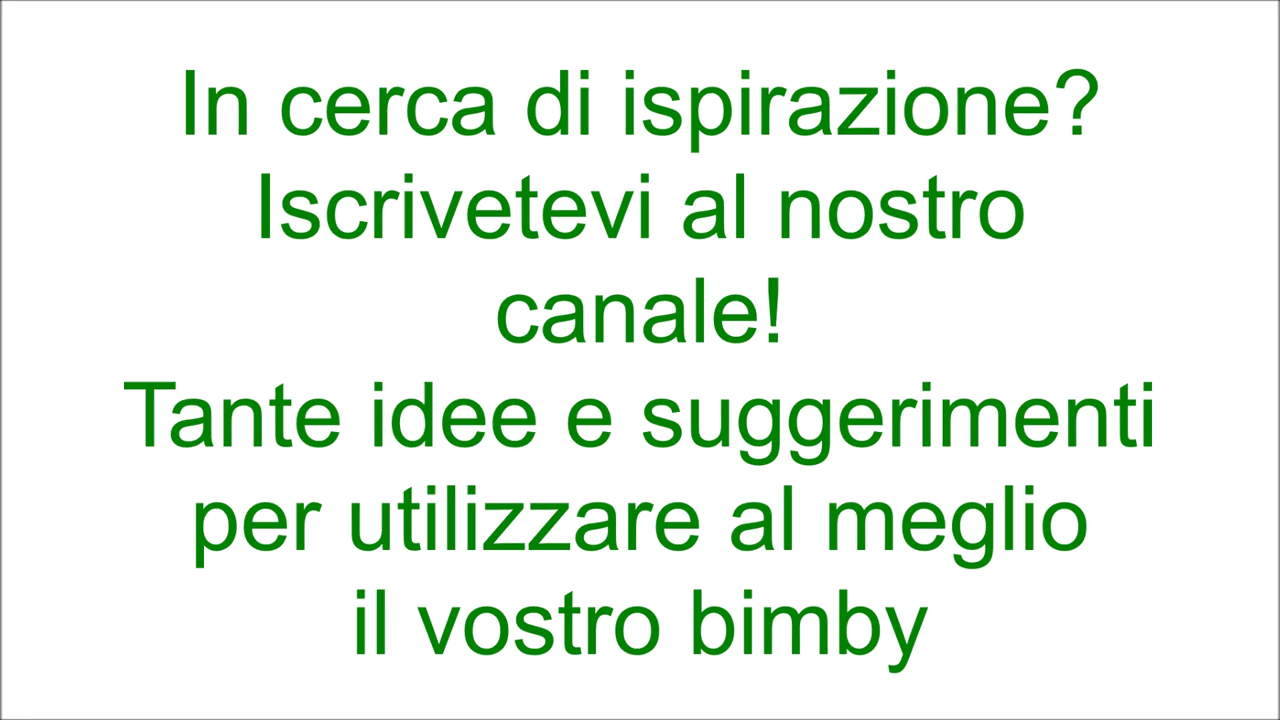 In cerca di ispirazione?
Iscrivetevi al nostro
canale!
Tante idee e suggerimenti
per utilizzare al meglio
il vostro bimby